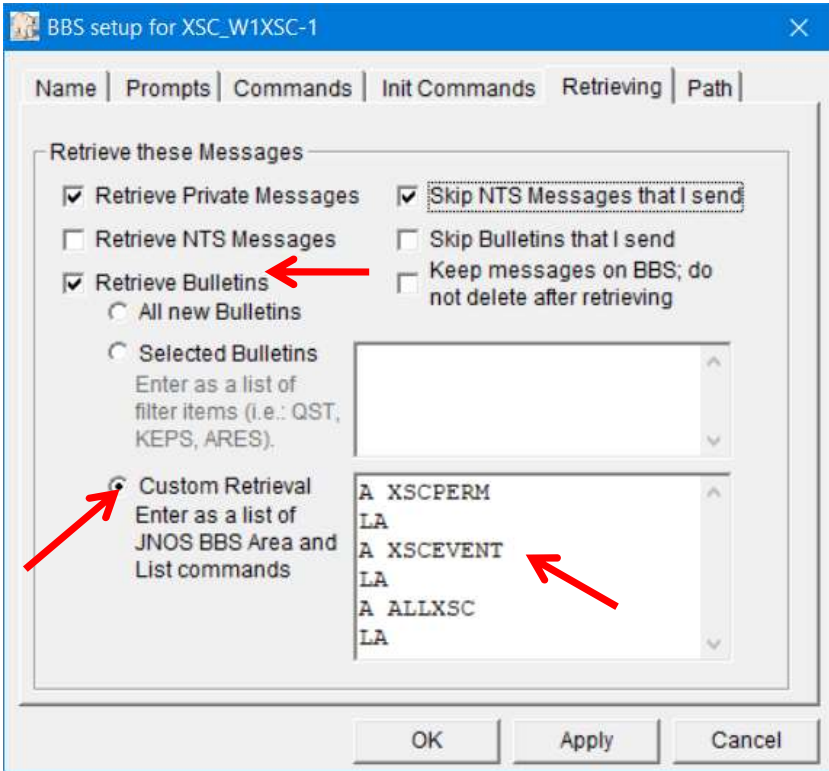 BBS setup for XSC_W1XSC-1
Name
Prompts
Commands
Init Commands
Retrieving
Path
Retrieve these Messages
Retrieve Private Messages
Skip NTS Messages that I send
Retrieve NTS Messages
Skip Bulletins that I send
Retrieve Bulletins
Keep messages on BBS; do
not delete after retrieving
All new Bulletins
Selected Bulletins
Enter as a list of
filter items (i.e.: QST,
KEPS, ARES).
Custom Retrieval
Enter as a list of
JNOS BBS Area and
List commands
A XSCPERM
LA
A XSCEVENT
LA
A ALLXSC
LA
OK
Apply
Cancel